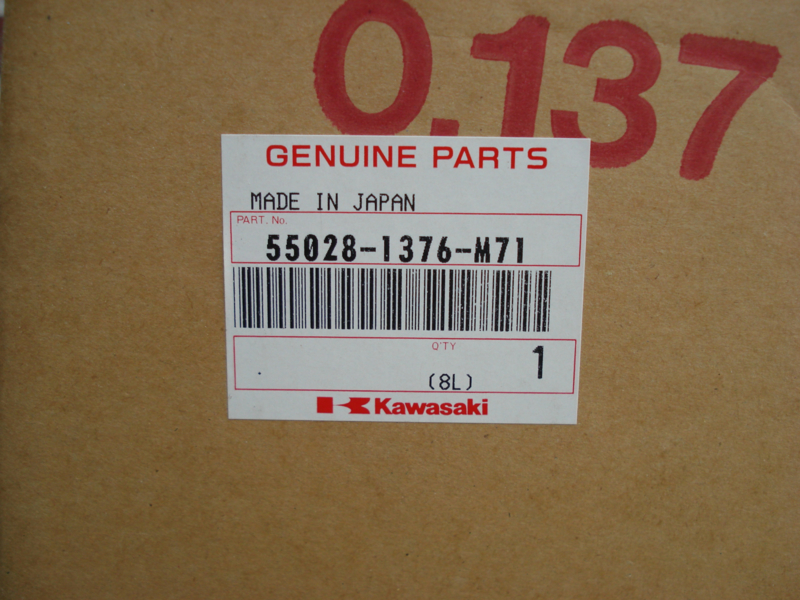 0.137
GENUINE PARTS
MADE IN JAPAN
PART. No.
55028-1376-M71
Q'TY
1
(8L)
Kawasaki